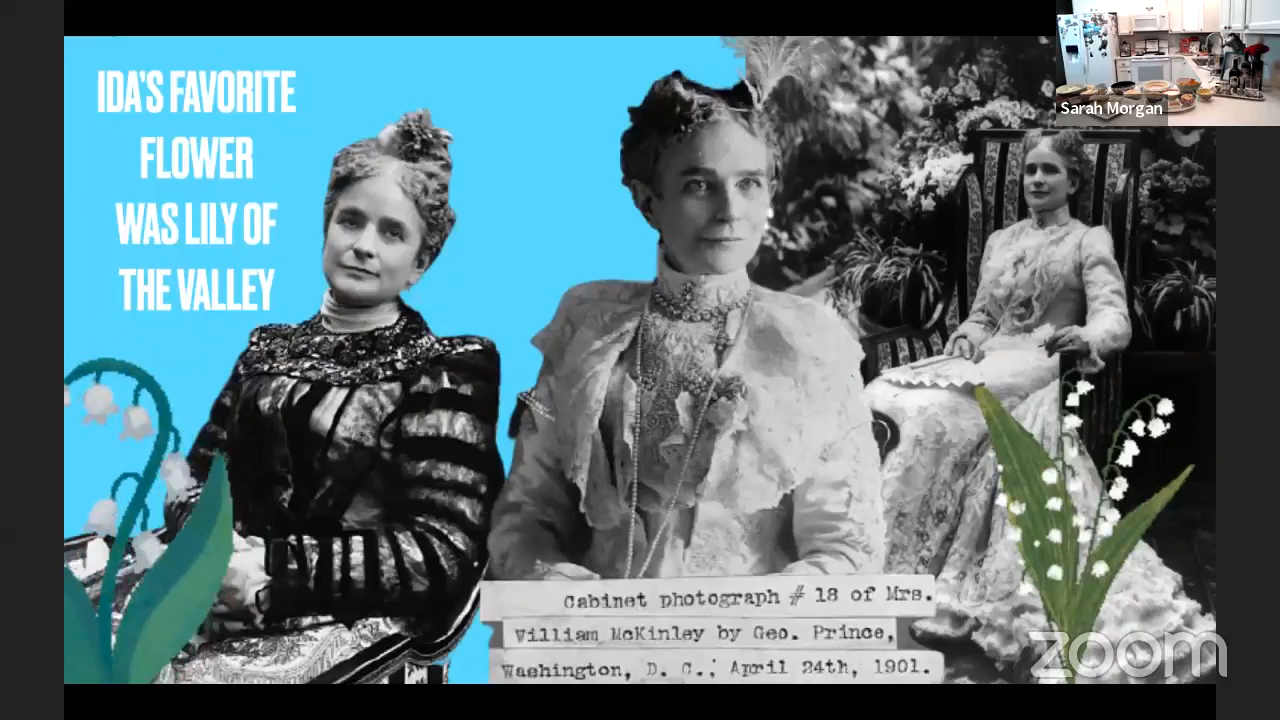 IDA'S FAVORITE
FLOWER
WAS LILY OF
THE VALLEY
Sarah Morgan
Cabinet photograph # 18 of Mrs.
William McKinley by Geo. Prince,
Washington, D. C.; April 24th, 1901.
zoom